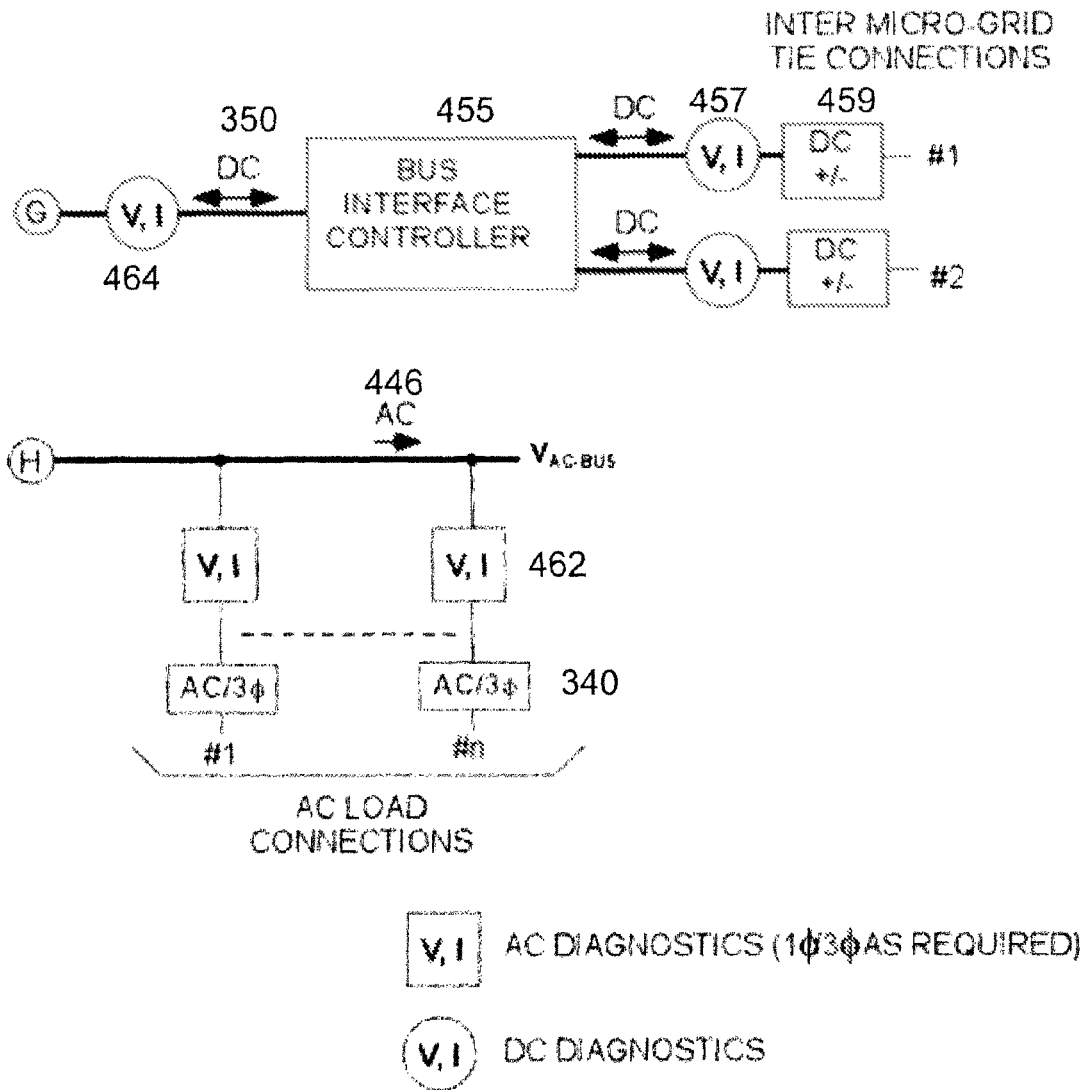 INTER MICRO-GRID
TIE CONNECTIONS
350
455
DC
457
459
DC
BUS
INTERFACE
CONTROLLER
G
V, I
464
V, I
DC
+/-
#1
DC
V, I
DC
+/-
#2
446
AC
H
VAC-BUS
V, I
V, I
462
AC/3ϕ
AC/3ϕ
340
#1
#n
AC LOAD
CONNECTIONS
V, I
AC DIAGNOSTICS (1ϕ/3ϕ AS REQUIRED)
V, I
DC DIAGNOSTICS